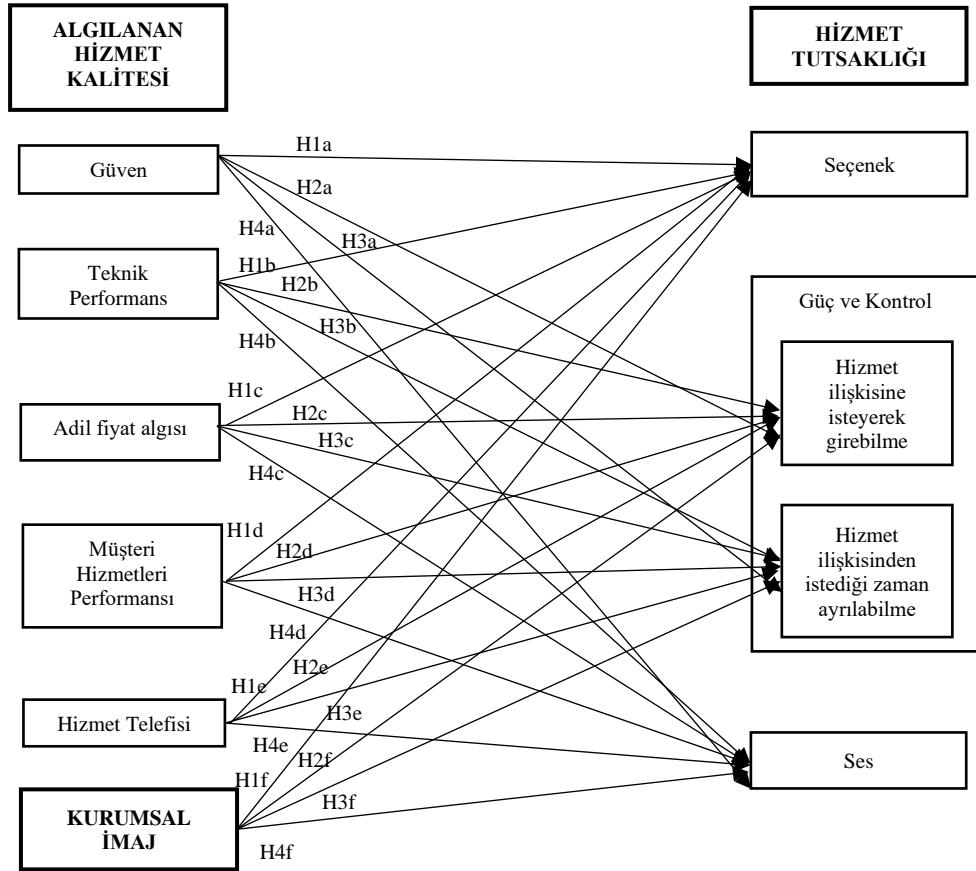 ALGILANAN
HİZMET
KALİTESİ
HİZMET
TUTSAKLIĞI
Güven
H1a
H2a
H3a
H4a
Seçenek
Teknik
Performans
H1b
H2b
H3b
H4b
Güç ve Kontrol
Hizmet
ilişkisine
isteyerek
girebilme
Adil fiyat algısı
H1c
H2c
H3c
H4c
Müşteri
Hizmetleri
Performansı
H1d
H2d
H3d
H4d
Hizmet
ilişkisinden
istediği zaman
ayrılabilme
Hizmet Telefisi
H1e
H2e
H3e
H4e
Ses
KURUMSAL
İMAJ
H1f
H2f
H3f
H4f